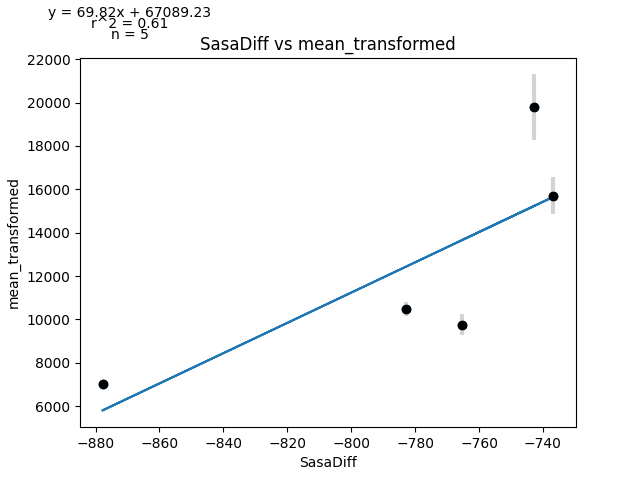 y = 69.82x + 67089.23
r^2 = 0.61
n = 5
SasaDiff vs mean_transformed
22000
20000
18000
16000
14000
12000
10000
8000
6000
mean_transformed
−880
−860
−840
−820
−800
−780
−760
−740
SasaDiff